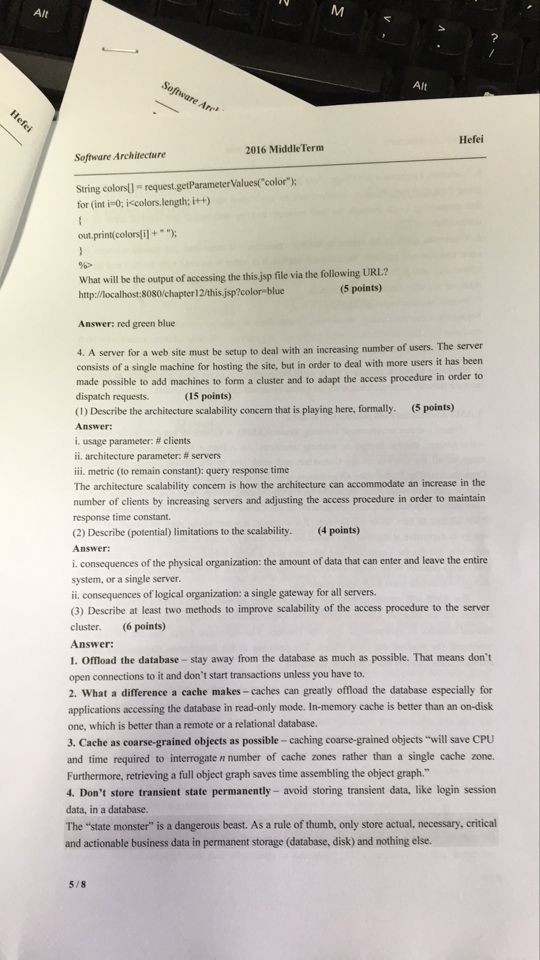 Alt
N
M
<
,
>
.
?
/
Alt
Hefei
Software Arc
Software Architecture
2016 MiddleTerm
Hefei
String colors[] = request.getParameterValues("color");
for (int i=0; i<colors.length; i++)
{
out.print(colors[i] + " ");
}
%>
What will be the output of accessing the this.jsp file via the following URL?
http://localhost:8080/chapter12/this.jsp?color=blue (5 points)
Answer: red green blue
4. A server for a web site must be setup to deal with an increasing number of users. The server
consists of a single machine for hosting the site, but in order to deal with more users it has been
made possible to add machines to form a cluster and to adapt the access procedure in order to
dispatch requests. (15 points)
(1) Describe the architecture scalability concern that is playing here, formally. (5 points)
Answer:
i. usage parameter: # clients
ii. architecture parameter: # servers
iii. metric (to remain constant): query response time
The architecture scalability concern is how the architecture can accommodate an increase in the
number of clients by increasing servers and adjusting the access procedure in order to maintain
response time constant.
(2) Describe (potential) limitations to the scalability. (4 points)
Answer:
i. consequences of the physical organization: the amount of data that can enter and leave the entire
system, or a single server.
ii. consequences of logical organization: a single gateway for all servers.
(3) Describe at least two methods to improve scalability of the access procedure to the server
cluster. (6 points)
Answer:
1. Offload the database – stay away from the database as much as possible. That means don't
open connections to it and don't start transactions unless you have to.
2. What a difference a cache makes – caches can greatly offload the database especially for
applications accessing the database in read-only mode. In-memory cache is better than an on-disk
one, which is better than a remote or a relational database.
3. Cache as coarse-grained objects as possible – caching coarse-grained objects “will save CPU
and time required to interrogate n number of cache zones rather than a single cache zone.
Furthermore, retrieving a full object graph saves time assembling the object graph.”
4. Don't store transient state permanently – avoid storing transient data, like login session
data, in a database.
The “state monster” is a dangerous beast. As a rule of thumb, only store actual, necessary, critical
and actionable business data in permanent storage (database, disk) and nothing else.
5 / 8